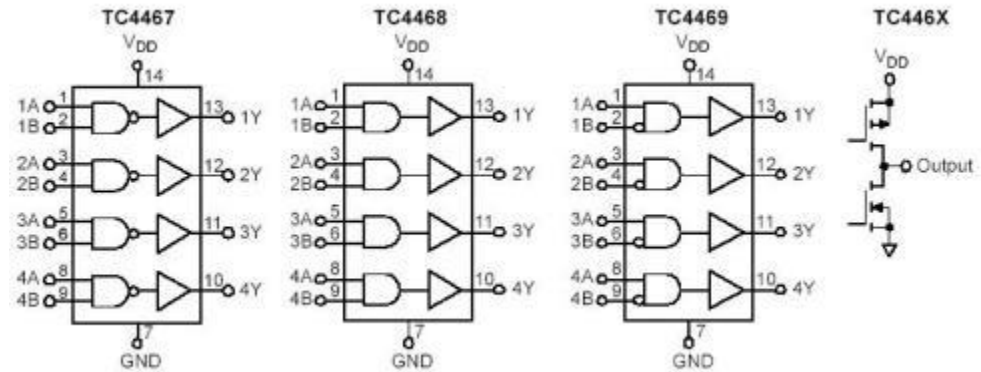 TC4467 TC4468 TC4469 TC446X
VDD VDD VDD VDD
14 14 14
1A 1 13 1Y 1A 1 13 1Y 1A 1 13 1Y
1B 2 1B 2 1B 2
2A 3 12 2Y 2A 3 12 2Y 2A 3 12 2Y
2B 4 2B 4 2B 4
Output
3A 5 11 3Y 3A 5 11 3Y 3A 5 11 3Y
3B 6 3B 6 3B 6
4A 8 10 4Y 4A 8 10 4Y 4A 8 10 4Y
4B 9 4B 9 4B 9
7 7 7
GND GND GND